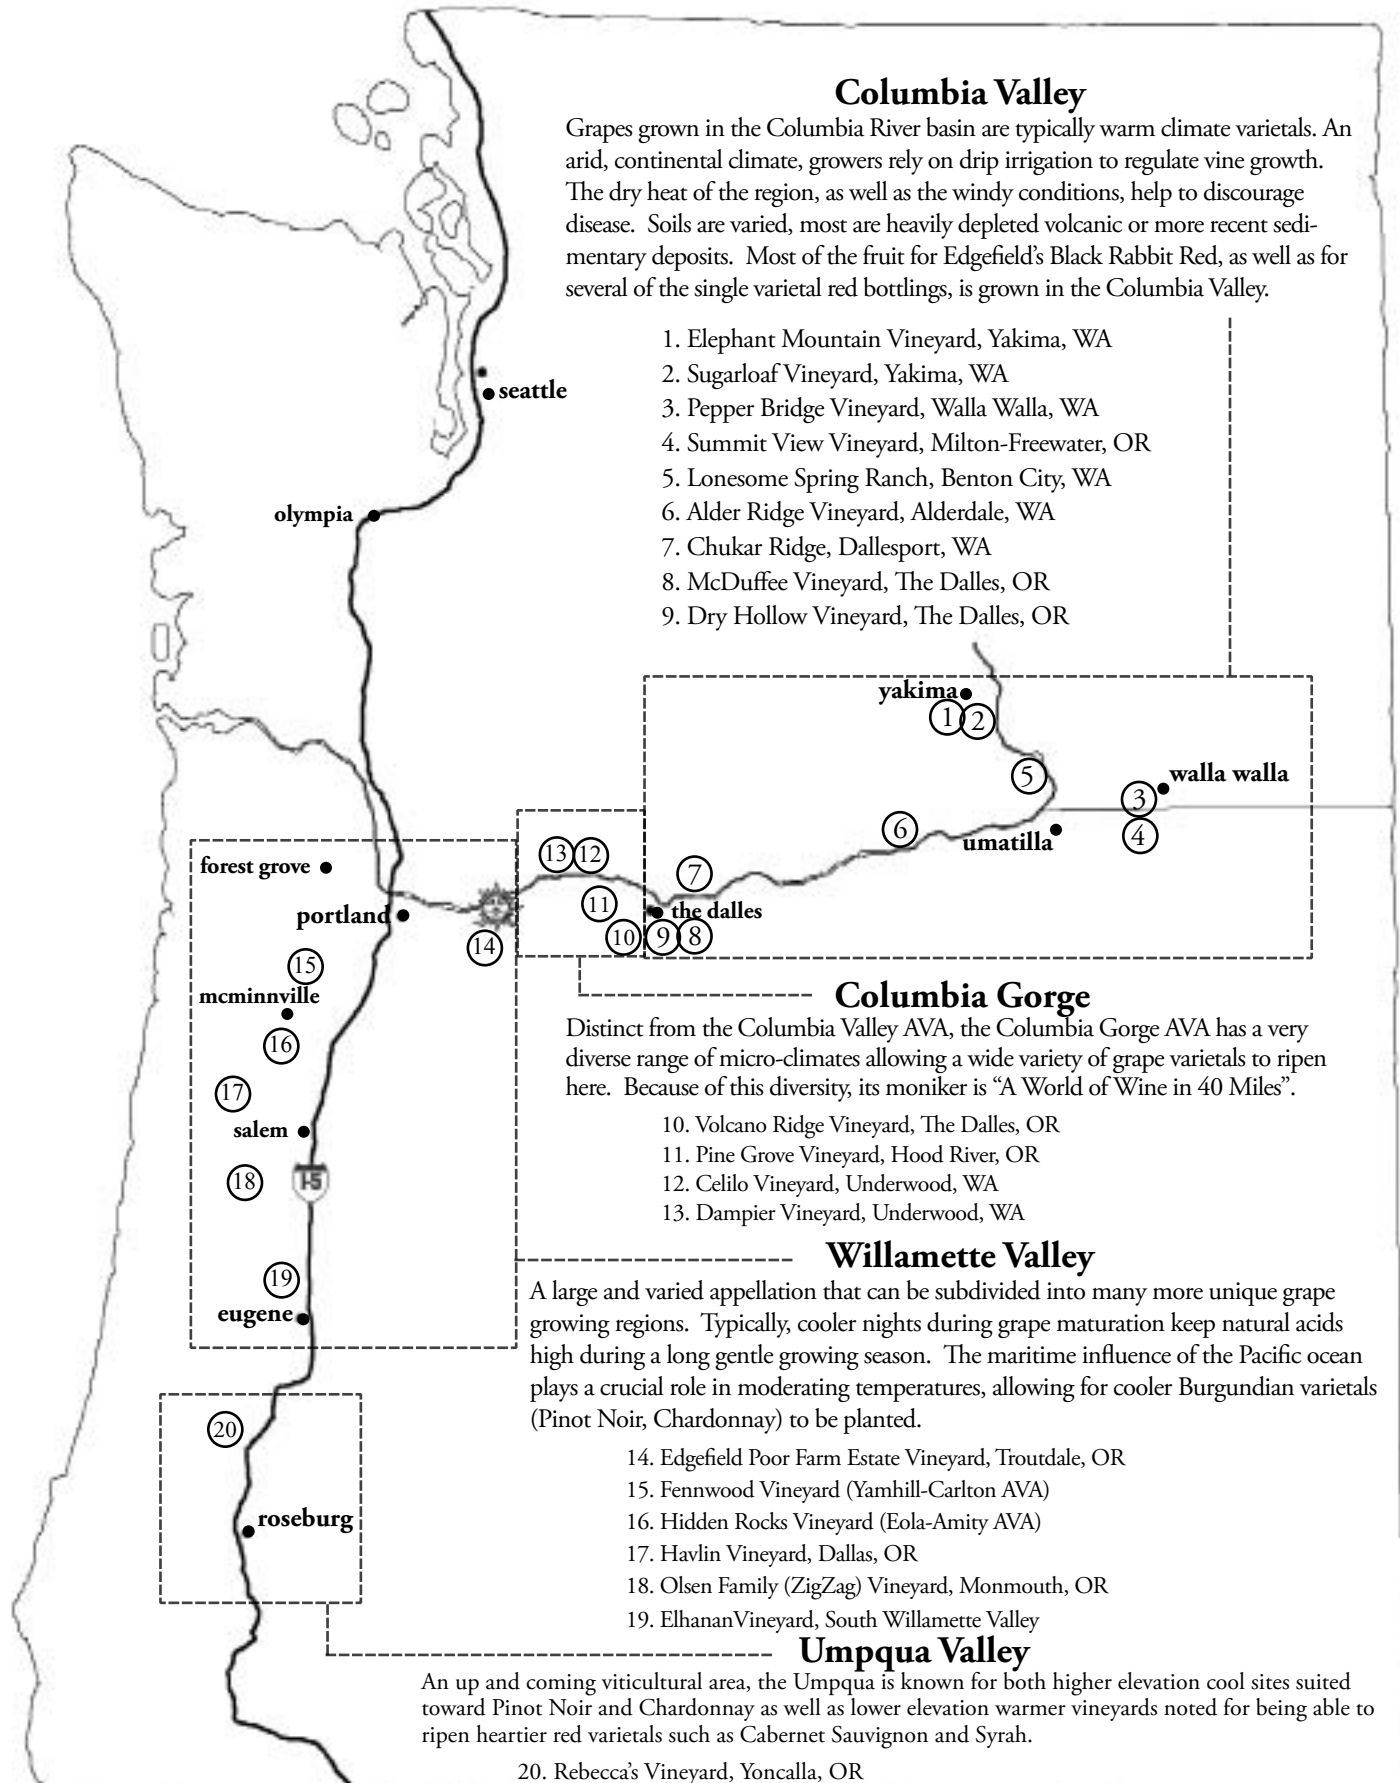 Columbia Valley
Grapes grown in the Columbia River basin are typically warm climate varietals. An
arid, continental climate, growers rely on drip irrigation to regulate vine growth.
The dry heat of the region, as well as the windy conditions, help to discourage
disease. Soils are varied, most are heavily depleted volcanic or more recent sedi-
mentary deposits. Most of the fruit for Edgefield's Black Rabbit Red, as well as for
several of the single varietal red bottlings, is grown in the Columbia Valley.
1. Elephant Mountain Vineyard, Yakima, WA
2. Sugarloaf Vineyard, Yakima, WA
3. Pepper Bridge Vineyard, Walla Walla, WA
4. Summit View Vineyard, Milton-Freewater, OR
5. Lonesome Spring Ranch, Benton City, WA
6. Alder Ridge Vineyard, Alderdale, WA
7. Chukar Ridge, Dallesport, WA
8. McDuffee Vineyard, The Dalles, OR
9. Dry Hollow Vineyard, The Dalles, OR
seattle
olympia
yakima
1 2
5
walla walla
3
6
umatilla
4
forest grove
13 12
7
11
the dalles
portland
14
10 9 8
15
mcminnville
16
17
salem
18
I-5
19
eugene
20
roseburg
Columbia Gorge
Distinct from the Columbia Valley AVA, the Columbia Gorge AVA has a very
diverse range of micro-climates allowing a wide variety of grape varietals to ripen
here. Because of this diversity, its moniker is “A World of Wine in 40 Miles”.
10. Volcano Ridge Vineyard, The Dalles, OR
11. Pine Grove Vineyard, Hood River, OR
12. Celilo Vineyard, Underwood, WA
13. Dampier Vineyard, Underwood, WA
Willamette Valley
A large and varied appellation that can be subdivided into many more unique grape
growing regions. Typically, cooler nights during grape maturation keep natural acids
high during a long gentle growing season. The maritime influence of the Pacific ocean
plays a crucial role in moderating temperatures, allowing for cooler Burgundian varietals
(Pinot Noir, Chardonnay) to be planted.
14. Edgefield Poor Farm Estate Vineyard, Troutdale, OR
15. Fennwood Vineyard (Yamhill-Carlton AVA)
16. Hidden Rocks Vineyard (Eola-Amity AVA)
17. Havlin Vineyard, Dallas, OR
18. Olsen Family (ZigZag) Vineyard, Monmouth, OR
19. ElhananVineyard, South Willamette Valley
Umpqua Valley
An up and coming viticultural area, the Umpqua is known for both higher elevation cool sites suited
toward Pinot Noir and Chardonnay as well as lower elevation warmer vineyards noted for being able to
ripen heartier red varietals such as Cabernet Sauvignon and Syrah.
20. Rebecca's Vineyard, Yoncalla, OR